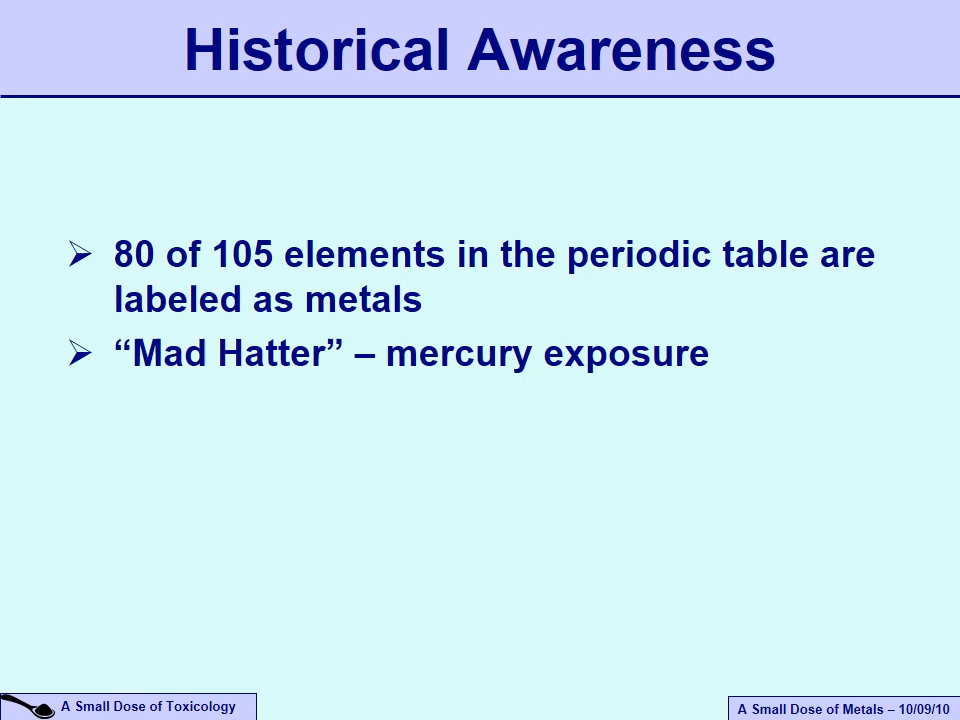 Historical Awareness
➢ 80 of 105 elements in the periodic table are
labeled as metals
➢ “Mad Hatter” – mercury exposure
A Small Dose of Toxicology
A Small Dose of Metals – 10/09/10